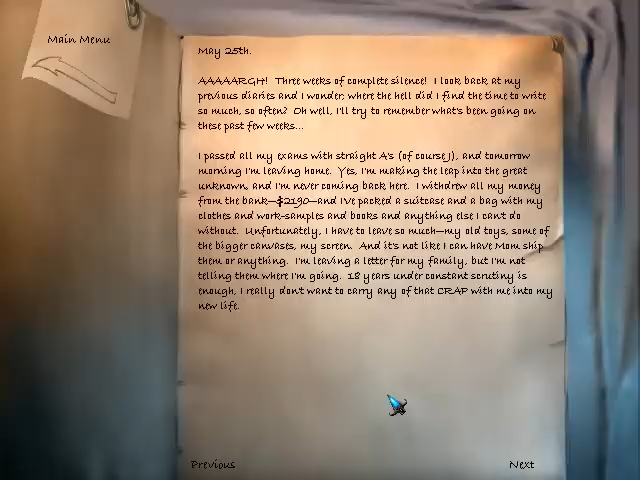 Main Menu
May 25th.
AAAAARGH! Three weeks of complete silence! I look back at my
previous diaries and I wonder, where the hell did I find the time to write
so much, so often? Oh well, I'll try to remember what's been going on
these past few weeks...
I passed all my exams with straight A's (of course!), and tomorrow
morning I'm leaving home. Yes, I'm making the leap into the great
unknown, and I'm never coming back here. I withdrew all my money
from the bank—$2190—and I've packed a suitcase and a bag with my
clothes and work-samples and books and anything else I can't do
without. Unfortunately, I have to leave so much—my old toys, some of
the bigger canvases, my screen. And it's not like I can have Mom ship
them or anything. I'm leaving a letter for my family, but I'm not
telling them where I'm going. 18 years under constant scrutiny is
enough, I really don't want to carry any of that CRAP with me into my
new life.
Previous
Next